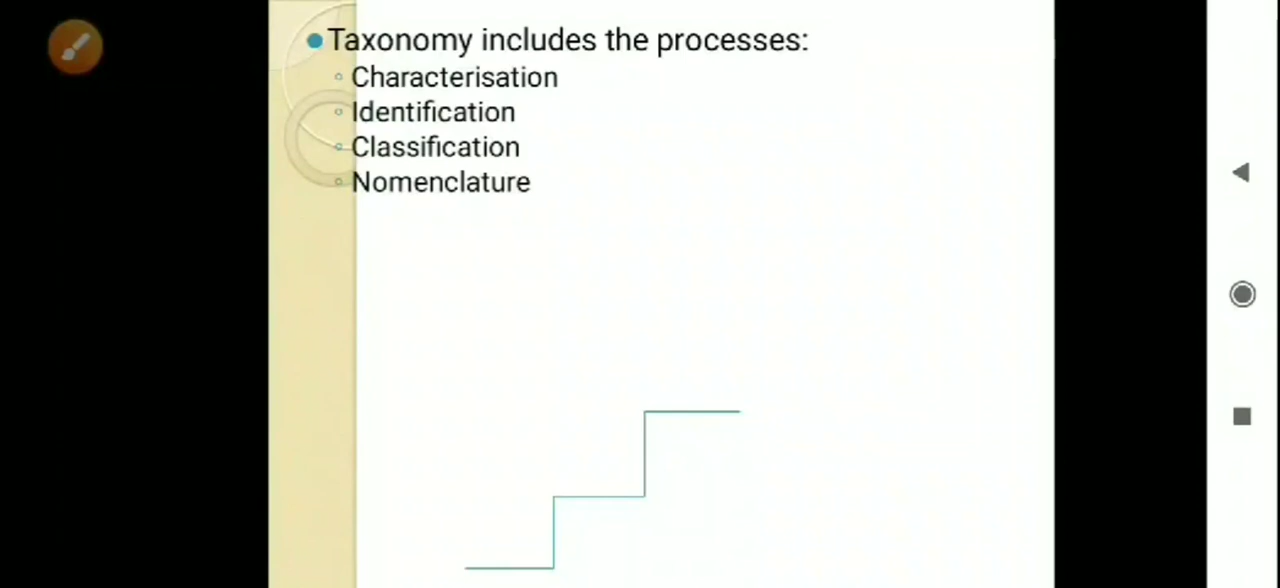 Taxonomy includes the processes:
Characterisation
Identification
Classification
Nomenclature